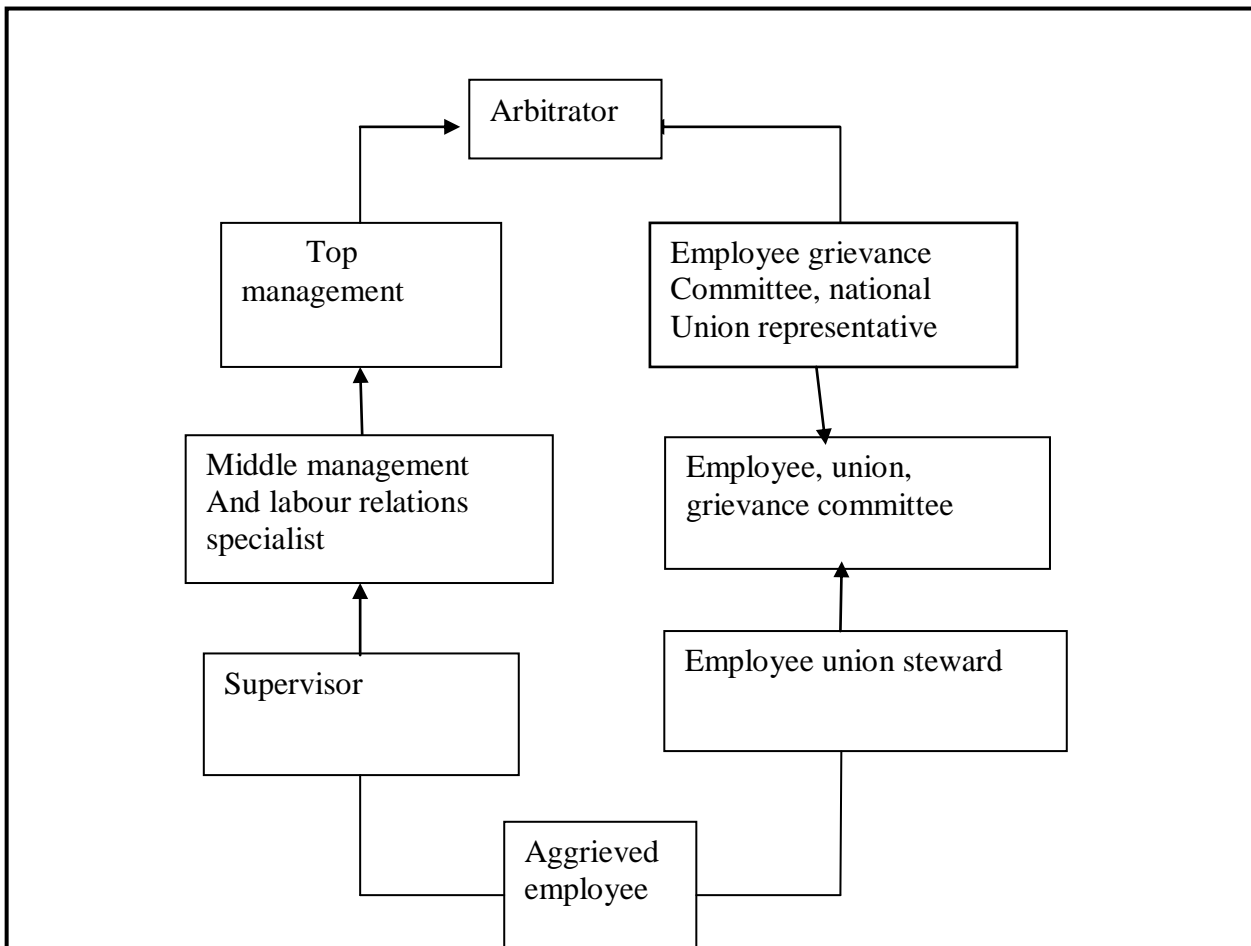 Arbitrator
Top
management
Employee grievance
Committee, national
Union representative
Middle management
And labour relations
specialist
Employee, union,
grievance committee
Supervisor
Employee union steward
Aggrieved
employee